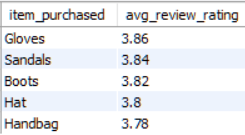 item_purchased avg_review_rating
Gloves 3.86
Sandals 3.84
Boots 3.82
Hat 3.8
Handbag 3.78